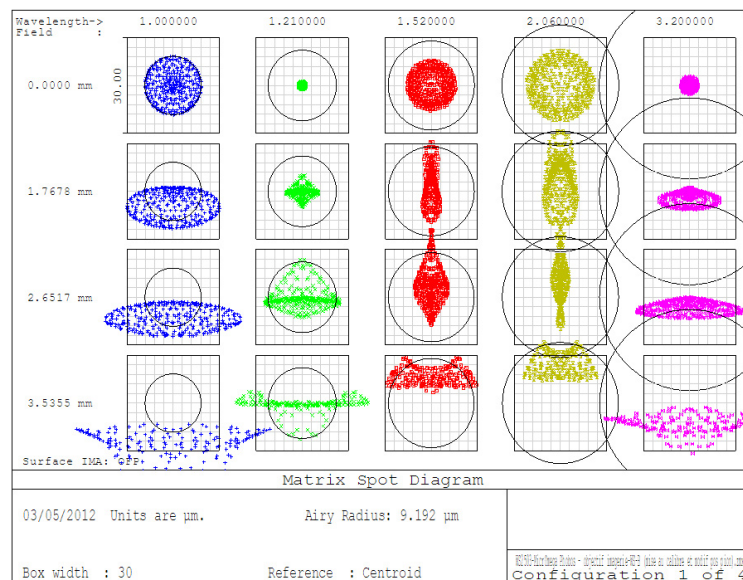 Wavelength-> 1.000000 1.210000 1.520000 2.060000 3.200000
Field :
0.0000 mm
30.00
1.7678 mm
2.6517 mm
3.5355 mm
Surface IMA: CPP
Matrix Spot Diagram
03/05/2012 Units are µm. Airy Radius: 9.192 µm
Box width : 30 Reference : Centroid
Configuration 1 of 4